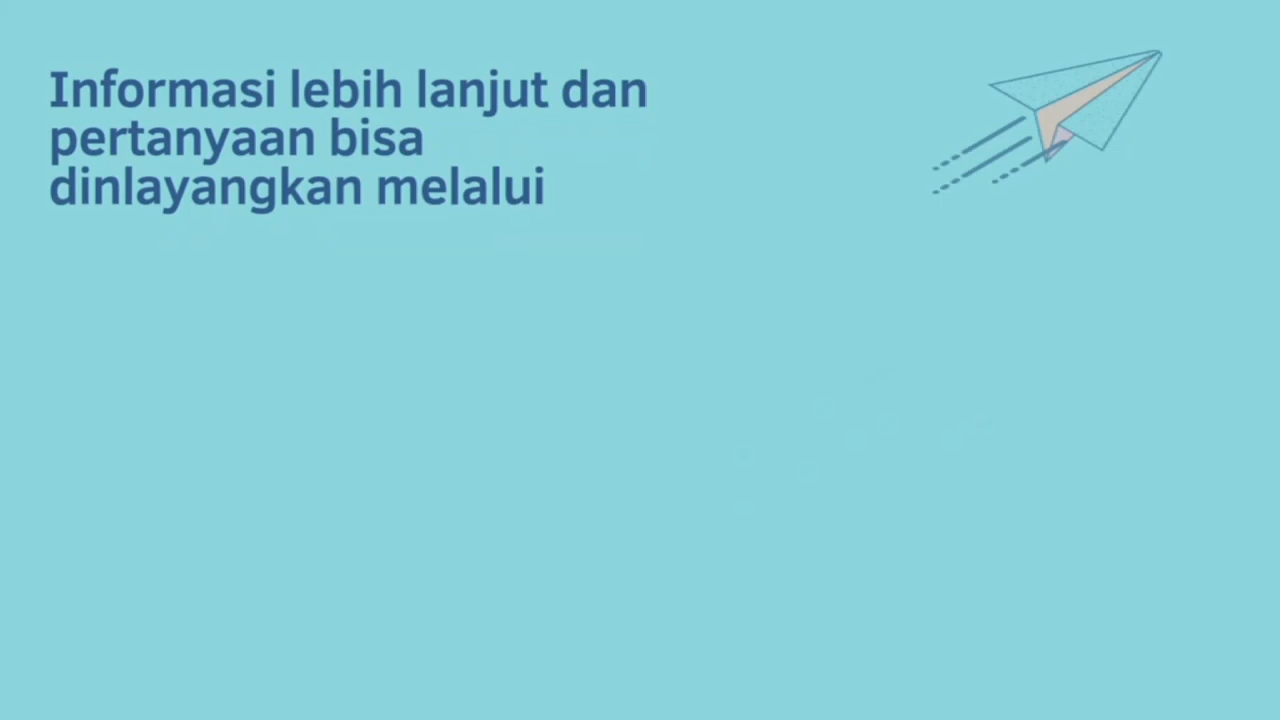 Informasi lebih lanjut dan
pertanyaan bisa
dinlayangkan melalui